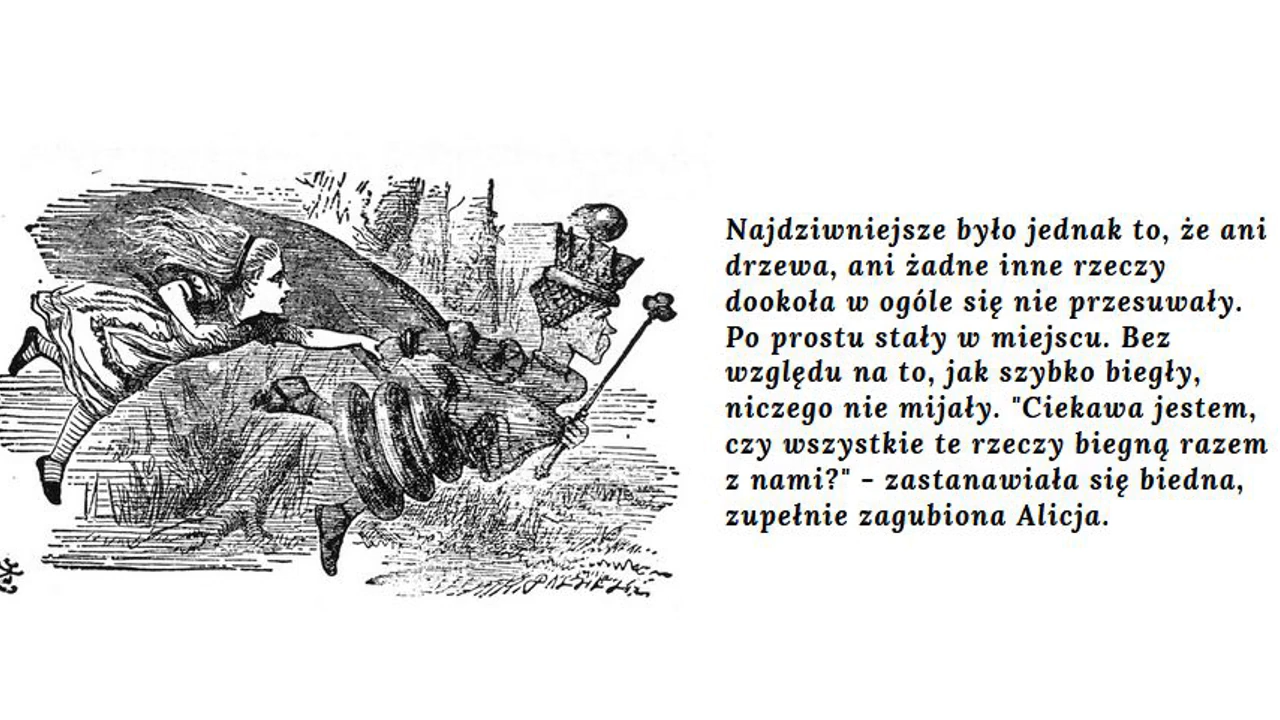 Najdziwniejsze było jednak to, że ani
drzewa, ani żadne inne rzeczy
dookoła w ogóle się nie przesuwały.
Po prostu stały w miejscu. Bez
względu na to, jak szybko biegły,
niczego nie mijały. "Ciekawa jestem,
czy wszystkie te rzeczy biegną razem
z nami?" – zastanawiała się biedna,
zupełnie zagubiona Alicja.